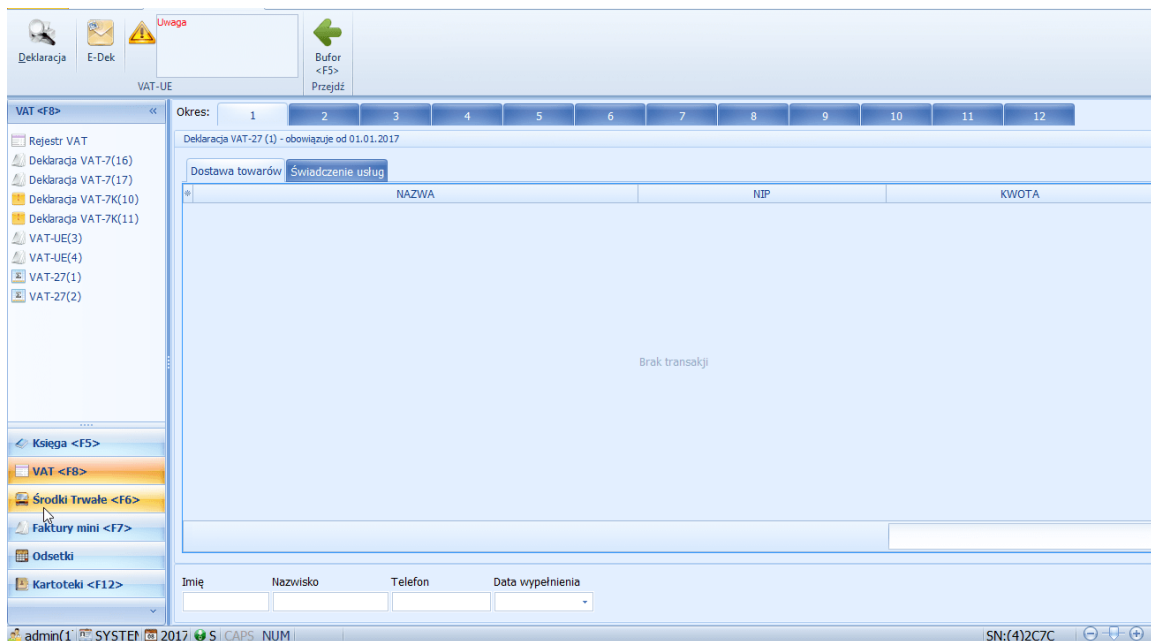 Uwaga
Deklaracja E-Dek Bufor
<F5>
VAT-UE Przejdź
VAT <F8> «
Okres: 1 2 3 4 5 6 7 8 9 10 11 12
Deklaracja VAT-27 (1) - obowiązuje od 01.01.2017
Rejestr VAT
Deklaracja VAT-7(16)
Deklaracja VAT-7(17)
Deklaracja VAT-7K(10)
Deklaracja VAT-7K(11)
VAT-UE(3)
VAT-UE(4)
VAT-27(1)
VAT-27(2)
Dostawa towarów Świadczenie usług
NAZWA NIP KWOTA
Brak transakji
Księga <F5>
VAT <F8>
Środki Trwałe <F6>
Faktury mini <F7>
Odsetki
Kartoteki <F12>
Imię Nazwisko Telefon Data wypełnienia
admin(1 SYSTEM 2017 S CAPS NUM SN:(4)2C7C